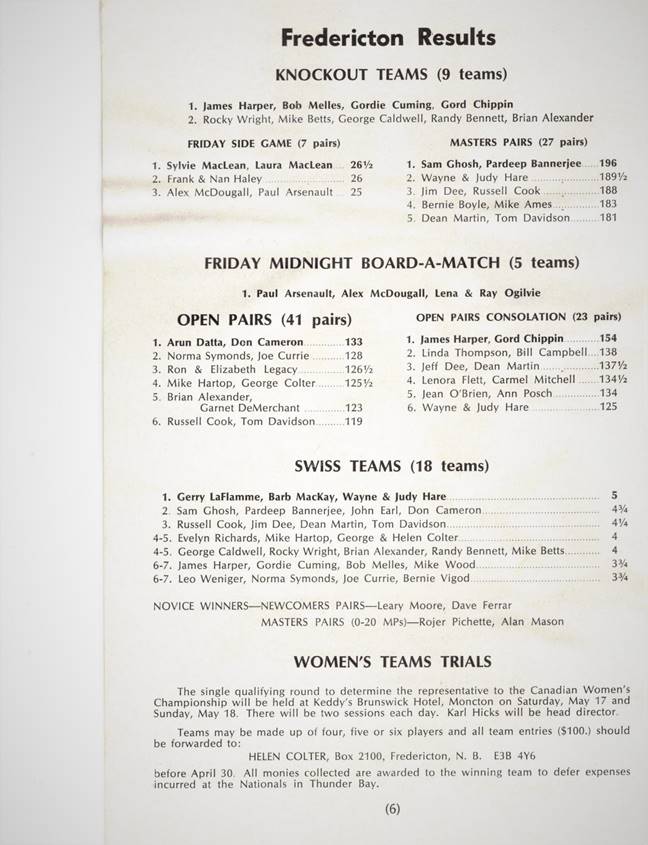 Fredericton Results
KNOCKOUT TEAMS (9 teams)
1. James Harper, Bob Melles, Gordie Cuming, Gord Chippin
2. Rocky Wright, Mike Betts, George Caldwell, Randy Bennett, Brian Alexander
FRIDAY SIDE GAME (7 pairs)
1. Sylvie MacLean, Laura MacLean.... 26½
2. Frank & Nan Haley .................... 26
3. Alex McDougall, Paul Arsenault ... 25
MASTERS PAIRS (27 pairs)
1. Sam Ghosh, Pardeep Bannerjee......196
2. Wayne & Judy Hare ....................189½
3. Jim Dee, Russell Cook .................188
4. Bernie Boyle, Mike Ames..............183
5. Dean Martin, Tom Davidson..........181
FRIDAY MIDNIGHT BOARD-A-MATCH (5 teams)
1. Paul Arsenault, Alex McDougall, Lena & Ray Ogilvie
OPEN PAIRS (41 pairs)
1. Arun Datta, Don Cameron..............133
2. Norma Symonds, Joe Currie ...........128
3. Ron & Elizabeth Legacy................126½
4. Mike Hartop, George Colter..........125½
5. Brian Alexander,
Garnet DeMerchant ..............123
6. Russell Cook, Tom Davidson..........119
OPEN PAIRS CONSOLATION (23 pairs)
1. James Harper, Gord Chippin ...........154
2. Linda Thompson, Bill Campbell....138
3. Jeff Dee, Dean Martin ..................137½
4. Lenora Flett, Carmel Mitchell .......134½
5. Jean O'Brien, Ann Posch...............134
6. Wayne & Judy Hare .....................125
SWISS TEAMS (18 teams)
1. Gerry LaFlamme, Barb MacKay, Wayne & Judy Hare .......... 5
2. Sam Ghosh, Pardeep Bannerjee, John Earl, Don Cameron.......... 4¾
3. Russell Cook, Jim Dee, Dean Martin, Tom Davidson.......... 4¼
4-5. Evelyn Richards, Mike Hartop, George & Helen Colter.......... 4
4-5. George Caldwell, Rocky Wright, Brian Alexander, Randy Bennett, Mike Betts........... 4
6-7. James Harper, Gordie Cuming, Bob Melles, Mike Wood.......... 3¾
6-7. Leo Weniger, Norma Symonds, Joe Currie, Bernie Vigod.......... 3¾
NOVICE WINNERS—NEWCOMERS PAIRS—Leary Moore, Dave Ferrar
MASTERS PAIRS (0-20 MPs)—Rojer Pichette, Alan Mason
WOMEN'S TEAMS TRIALS
The single qualifying round to determine the representative to the Canadian Women's
Championship will be held at Keddy's Brunswick Hotel, Moncton on Saturday, May 17 and
Sunday, May 18. There will be two sessions each day. Karl Hicks will be head director.
Teams may be made up of four, five or six players and all team entries ($100.) should
be forwarded to:
HELEN COLTER, Box 2100, Fredericton, N. B. E3B 4Y6
before April 30. All monies collected are awarded to the winning team to defer expenses
incurred at the Nationals in Thunder Bay.
(6)